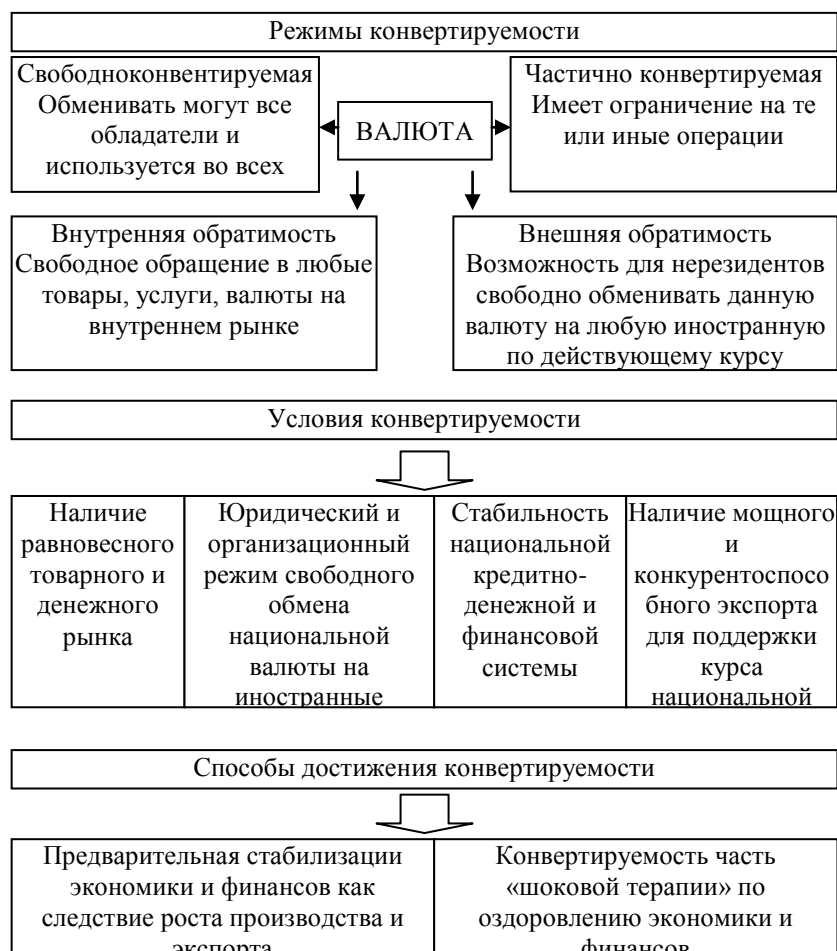 Режимы конвертируемости
Свободноконвентируемая
Обменивать могут все
обладатели и
используется во всех
ВАЛЮТА
Частично конвертируемая
Имеет ограничение на те
или иные операции
Внутренняя обратимость
Свободное обращение в любые
товары, услуги, валюты на
внутреннем рынке
Внешняя обратимость
Возможность для нерезидентов
свободно обменивать данную
валюту на любую иностранную
по действующему курсу
Условия конвертируемости
Наличие
равновесного
товарного и
денежного
рынка
Юридический и
организационный
режим свободного
обмена
национальной
валюты на
иностранные
Стабильность
национальной
кредитно-
денежной и
финансовой
системы
Наличие мощного
и
конкурентоспосо
бного экспорта
для поддержки
курса
национальной
Способы достижения конвертируемости
Предварительная стабилизации
экономики и финансов как
следствие роста производства и
экспорта
Конвертируемость часть
«шоковой терапии» по
оздоровлению экономики и
финансов